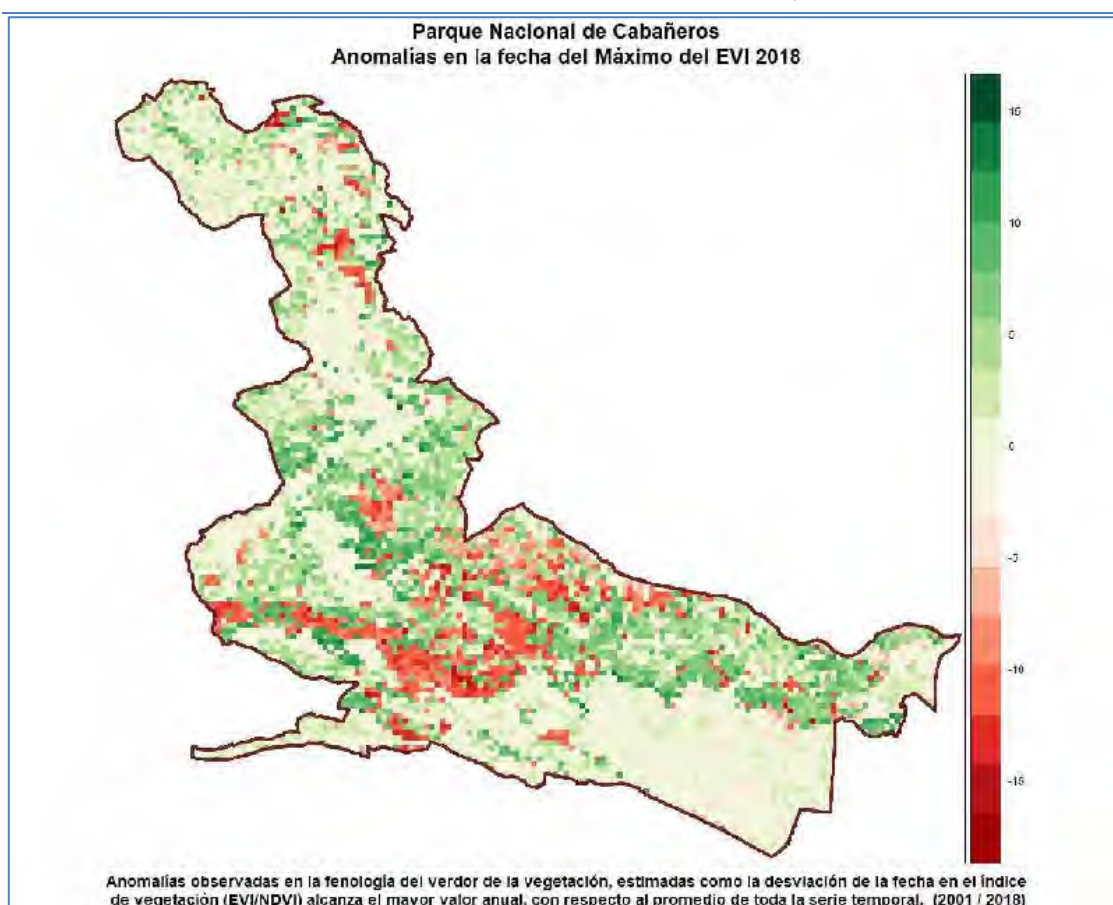 Parque Nacional de Cabañeros
Anomalías en la fecha del Máximo del EVI 2018
15
10
5
0
-5
-10
-15
Anomalías observadas en la fenología del verdor de la vegetación, estimadas como la desviación de la fecha en el índice
de vegetación (EVI/NDVI) alcanza el mayor valor anual, con respecto al promedio de toda la serie temporal. (2001 / 2018)